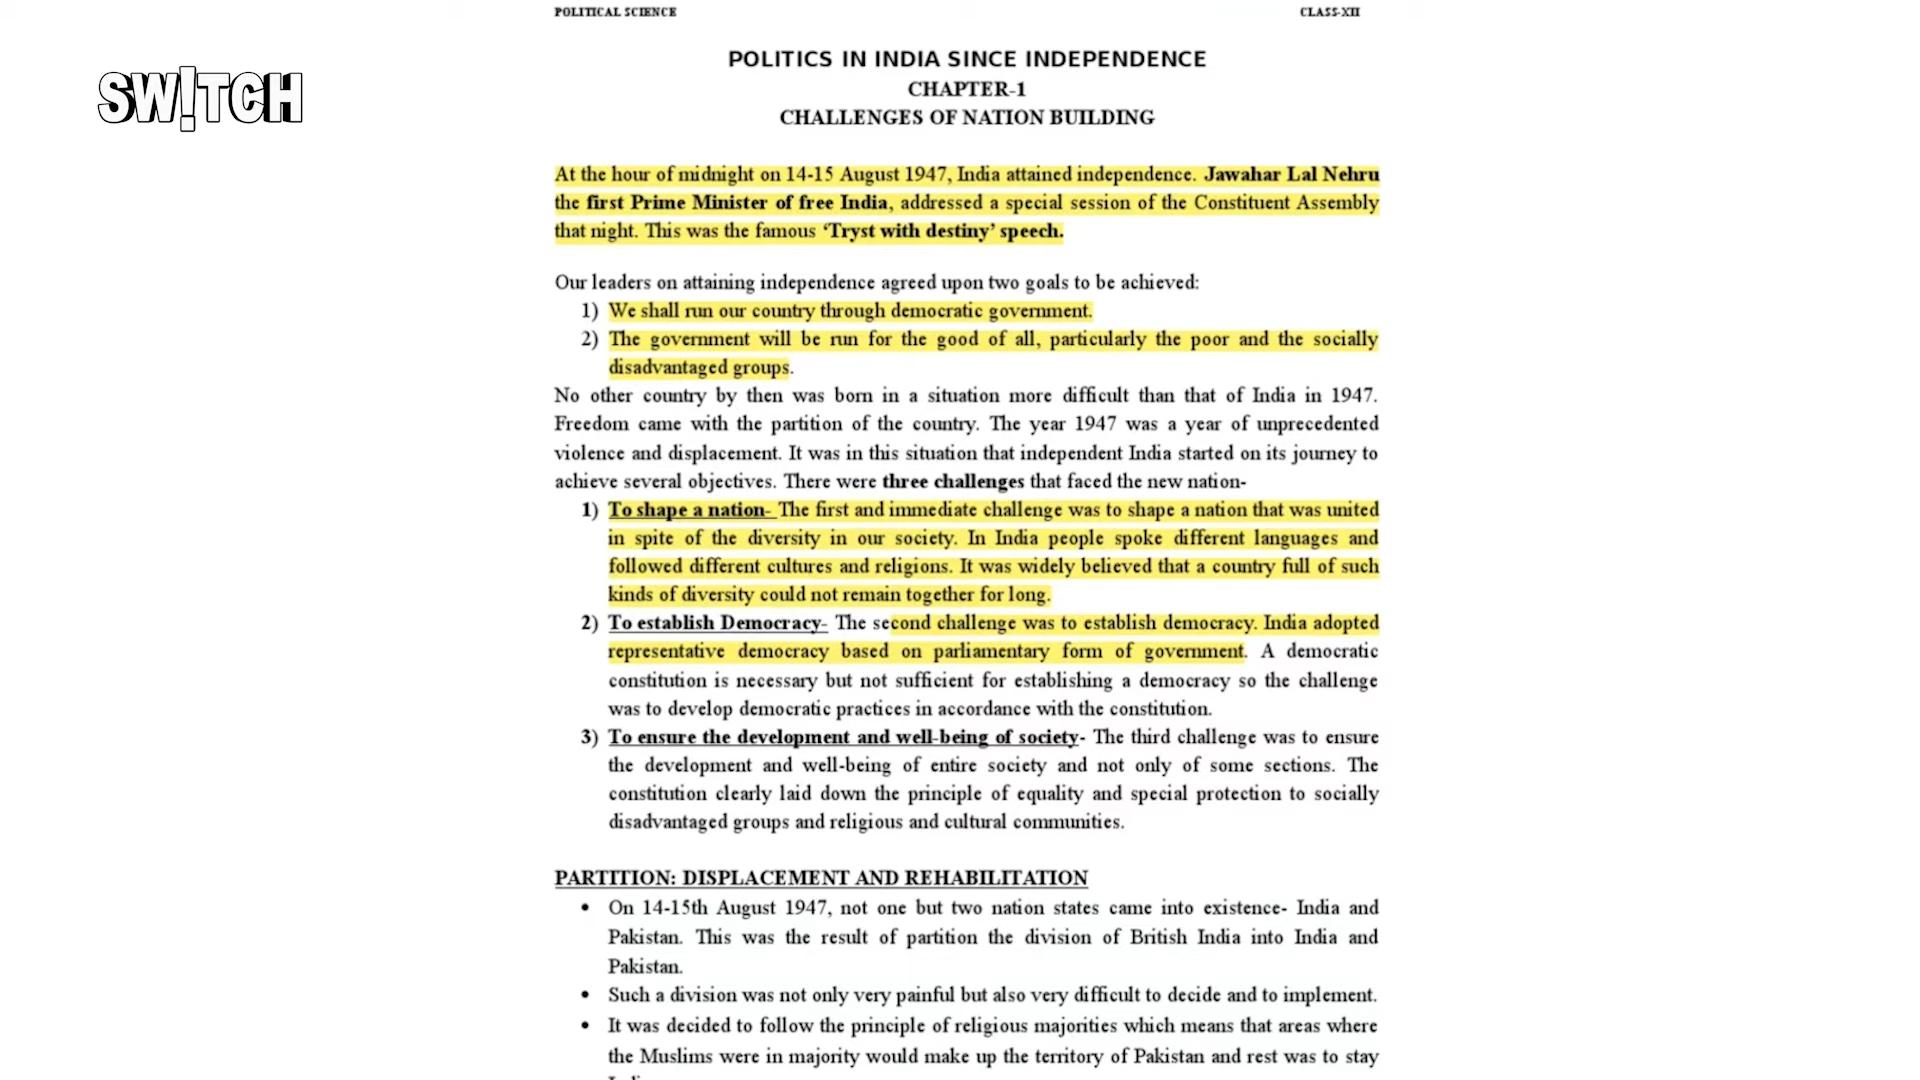 POLITICAL SCIENCE CLASS-XII
SW!TCH
POLITICS IN INDIA SINCE INDEPENDENCE
CHAPTER-1
CHALLENGES OF NATION BUILDING
At the hour of midnight on 14-15 August 1947, India attained independence. Jawahar Lal Nehru
the first Prime Minister of free India, addressed a special session of the Constituent Assembly
that night. This was the famous ‘Tryst with destiny’ speech.
Our leaders on attaining independence agreed upon two goals to be achieved:
1) We shall run our country through democratic government.
2) The government will be run for the good of all, particularly the poor and the socially
disadvantaged groups.
No other country by then was born in a situation more difficult than that of India in 1947.
Freedom came with the partition of the country. The year 1947 was a year of unprecedented
violence and displacement. It was in this situation that independent India started on its journey to
achieve several objectives. There were three challenges that faced the new nation-
1) To shape a nation- The first and immediate challenge was to shape a nation that was united
in spite of the diversity in our society. In India people spoke different languages and
followed different cultures and religions. It was widely believed that a country full of such
kinds of diversity could not remain together for long.
2) To establish Democracy- The second challenge was to establish democracy. India adopted
representative democracy based on parliamentary form of government. A democratic
constitution is necessary but not sufficient for establishing a democracy so the challenge
was to develop democratic practices in accordance with the constitution.
3) To ensure the development and well-being of society- The third challenge was to ensure
the development and well-being of entire society and not only of some sections. The
constitution clearly laid down the principle of equality and special protection to socially
disadvantaged groups and religious and cultural communities.
PARTITION: DISPLACEMENT AND REHABILITATION
• On 14-15th August 1947, not one but two nation states came into existence- India and
Pakistan. This was the result of partition the division of British India into India and
Pakistan.
• Such a division was not only very painful but also very difficult to decide and to implement.
• It was decided to follow the principle of religious majorities which means that areas where
the Muslims were in majority would make up the territory of Pakistan and rest was to stay